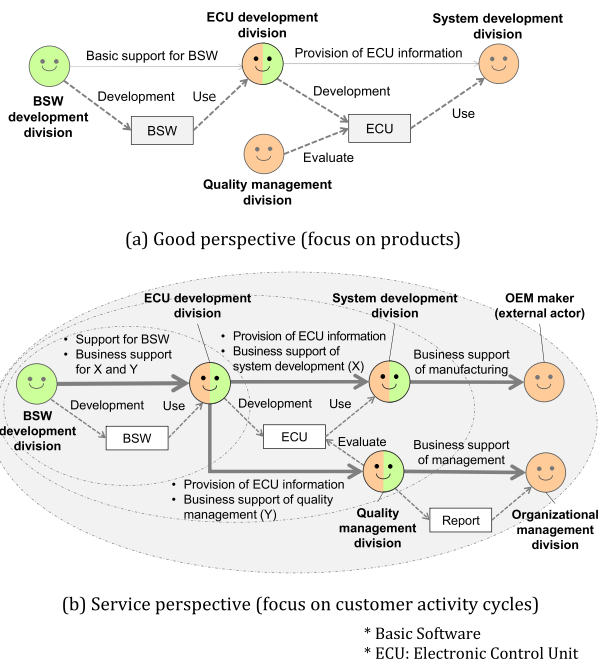 ECU development
division
System development
division
Basic support for BSW
Provision of ECU information
BSW
development
division
Development
Use
BSW
Development
ECU
Use
Evaluate
Quality management
division
(a) Good perspective (focus on products)
ECU development
division
System development
division
OEM maker
(external actor)
• Support for BSW
• Business support
for X and Y
• Provision of ECU information
• Business support of
system development (X)
Business support
of manufacturing
BSW
development
division
Development
Use
BSW
Development
Use
ECU
Evaluate
Business support
of management
• Provision of ECU information
• Business support of quality
management (Y)
Quality
management
division
Report
Organizational
management
division
(b) Service perspective (focus on customer activity cycles)
* Basic Software
* ECU: Electronic Control Unit